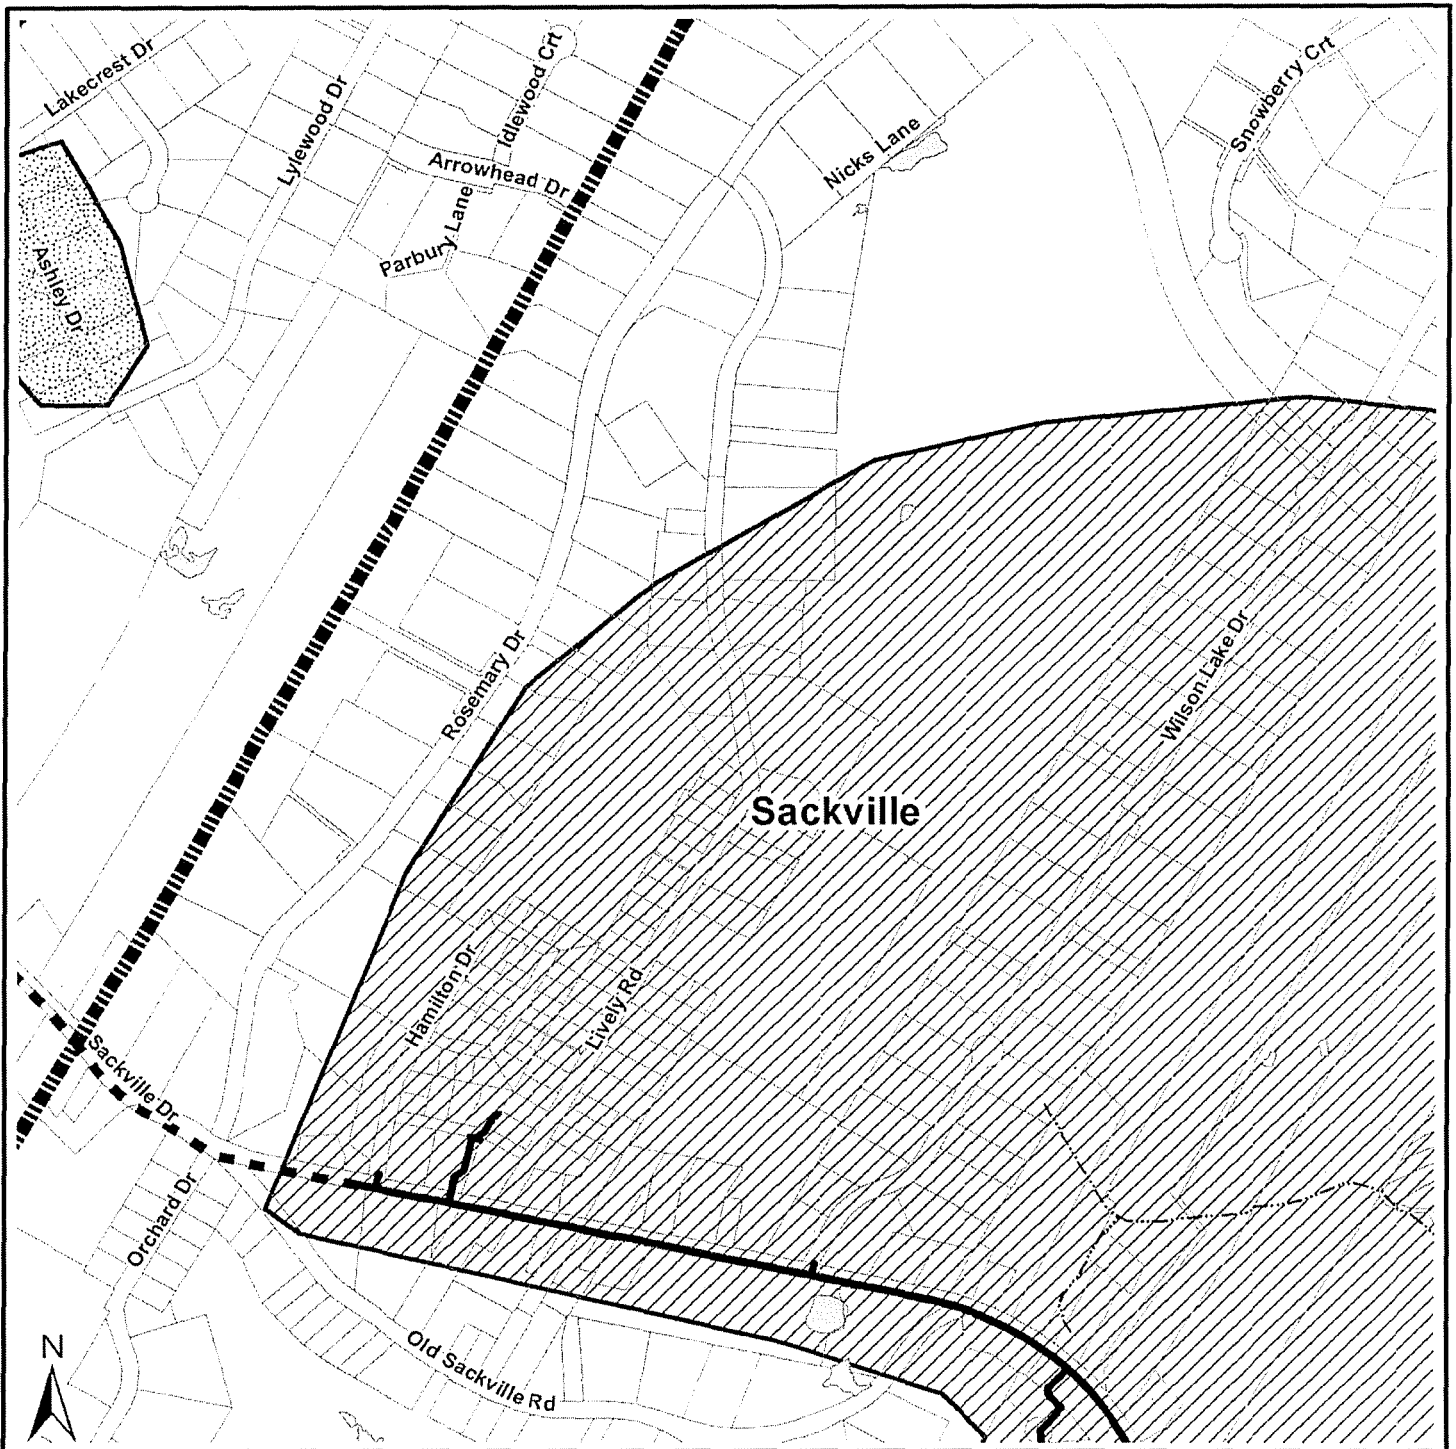 Lakecrest Dr
Lylewood Dr
Idlewood Crt
Snowberry Crt
Arrowhead Dr
Nicks Lane
Parbury Lane
Ashley Dr
Rosemary Dr
Wilson Lake Dr
Sackville
Hamilton Dr
Lively Rd
Sackville Dr
Orchard Dr
Old Sackville Rd
N